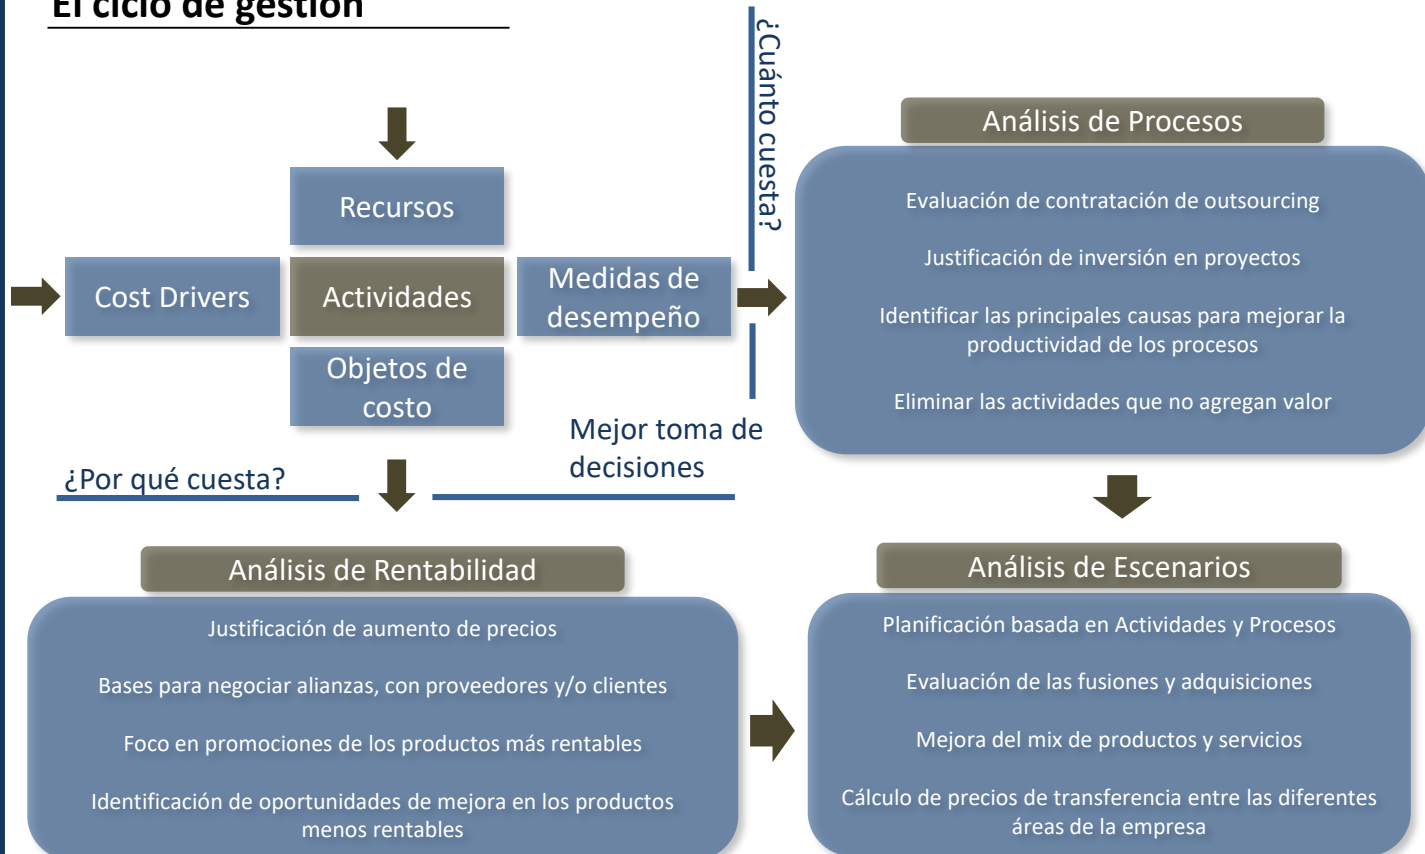 El ciclo de gestión
¿Cuánto cuesta?
Recursos
Cost Drivers
Actividades
Medidas de
desempeño
Objetos de
costo
Mejor toma de
decisiones
¿Por qué cuesta?
Análisis de Procesos
Evaluación de contratación de outsourcing
Justificación de inversión en proyectos
Identificar las principales causas para mejorar la
productividad de los procesos
Eliminar las actividades que no agregan valor
Análisis de Rentabilidad
Justificación de aumento de precios
Bases para negociar alianzas, con proveedores y/o clientes
Foco en promociones de los productos más rentables
Identificación de oportunidades de mejora en los productos
menos rentables
Análisis de Escenarios
Planificación basada en Actividades y Procesos
Evaluación de las fusiones y adquisiciones
Mejora del mix de productos y servicios
Cálculo de precios de transferencia entre las diferentes
áreas de la empresa